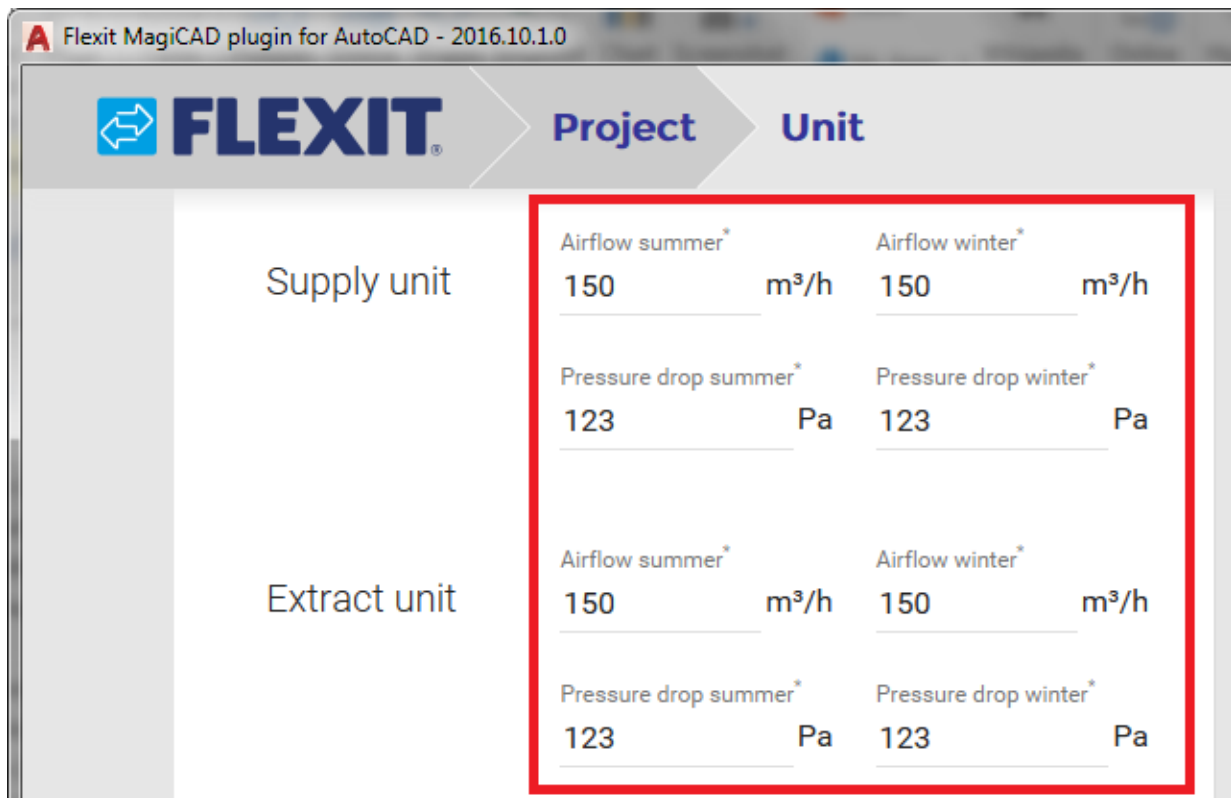 Flexit MagiCAD plugin for AutoCAD - 2016.10.1.0
FLEXIT® Project Unit
Airflow summer* Airflow winter*
Supply unit 150 m³/h 150 m³/h
Pressure drop summer* Pressure drop winter*
123 Pa 123 Pa
Airflow summer* Airflow winter*
Extract unit 150 m³/h 150 m³/h
Pressure drop summer* Pressure drop winter*
123 Pa 123 Pa